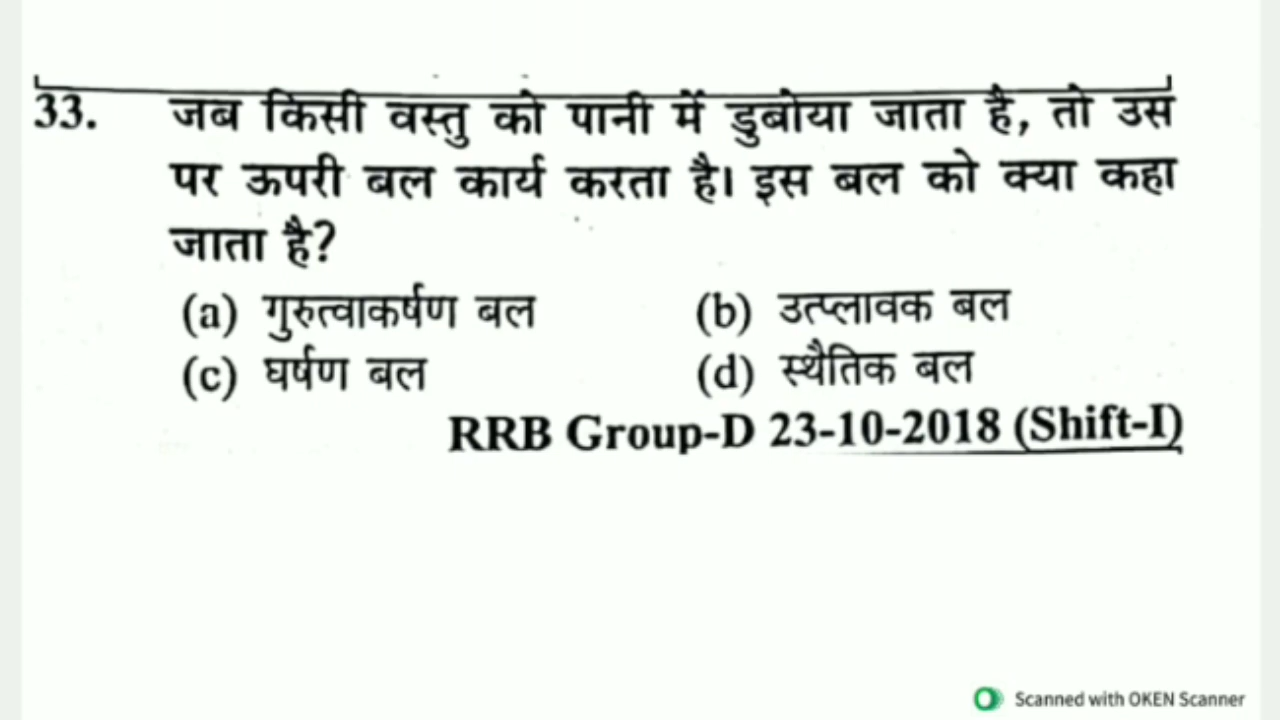 33. जब किसी वस्तु को पानी में डुबोया जाता है, तो उस
पर ऊपरी बल कार्य करता है। इस बल को क्या कहा
जाता है?
(a) गुरुत्वाकर्षण बल (b) उत्प्लावक बल
(c) घर्षण बल (d) स्थैतिक बल
RRB Group-D 23-10-2018 (Shift-I)
Scanned with OKEN Scanner